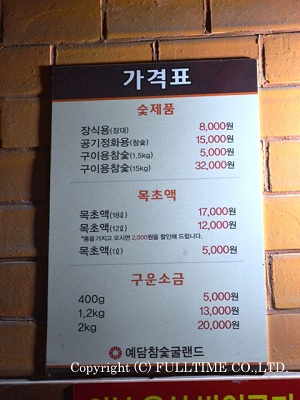 가격표
숯제품
장식용(장대) 8,000원
공기정화용(참숯) 15,000원
구이용참숯(1,5kg) 5,000원
구이용참숯(15kg) 32,000원
목초액
목초액(18ℓ) 17,000원
목초액(12ℓ) 12,000원
*통을 가지고 오시면 2,000원을 할인해 드립니다.
목초액(1ℓ) 5,000원
구운소금
400g 5,000원
1,2kg 13,000원
2kg 20,000원
예담참숯굴랜드
Copyright (C) FULLTIME CO.,LTD.